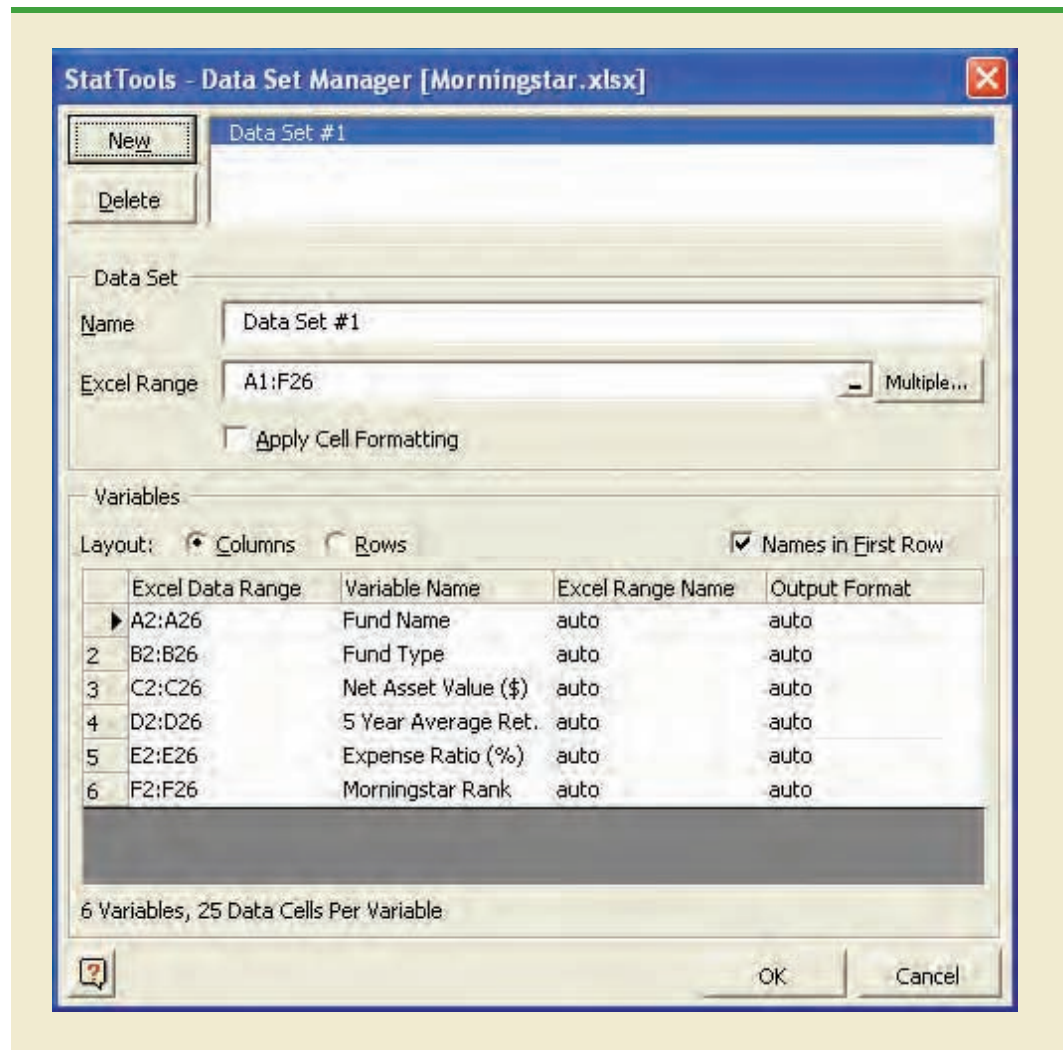 StatTools - Data Set Manager [Morningstar.xlsx]
New
Data Set #1
Delete
Data Set
Name
Data Set #1
Excel Range
A1:F26
Multiple...
Apply Cell Formatting
Variables
Layout: Columns Rows Names in First Row
Excel Data Range Variable Name Excel Range Name Output Format
A2:A26 Fund Name auto auto
2 B2:B26 Fund Type auto auto
3 C2:C26 Net Asset Value ($) auto auto
4 D2:D26 5 Year Average Ret. auto auto
5 E2:E26 Expense Ratio (%) auto auto
6 F2:F26 Morningstar Rank auto auto
6 Variables, 25 Data Cells Per Variable
?
OK Cancel